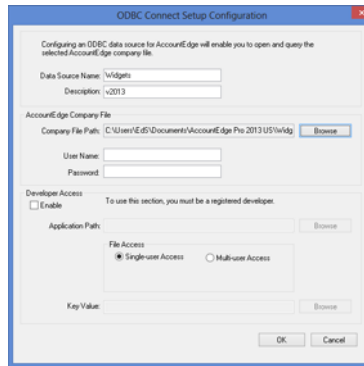 ODBC Connect Setup Configuration
Configuring an ODBC data source for AccountEdge will enable you to open and query the
selected AccountEdge company file.
Data Source Name: Widgets
Description: v2013
AccountEdge Company File
Company File Path: C:\Users\EdS\Documents\AccountEdge Pro 2013 US\Widg Browse
User Name:
Password:
Developer Access
Enable To use this section, you must be a registered developer.
Application Path: Browse
File Access
Single-user Access Multi-user Access
Key Value: Browse
OK Cancel